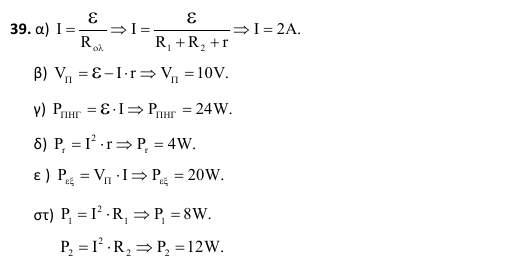 39. α) I = ℰ / R_ολ ⇒ I = ℰ / (R₁ + R₂ + r) ⇒ I = 2A.
β) V_Π = ℰ – I·r ⇒ V_Π = 10V.
γ) P_ΠΗΓ = ℰ·I ⇒ P_ΠΗΓ = 24W.
δ) P_r = I²·r ⇒ P_r = 4W.
ε ) P_εξ = V_Π·I ⇒ P_εξ = 20W.
στ) P₁ = I²·R₁ ⇒ P₁ = 8W.
P₂ = I²·R₂ ⇒ P₂ = 12W.